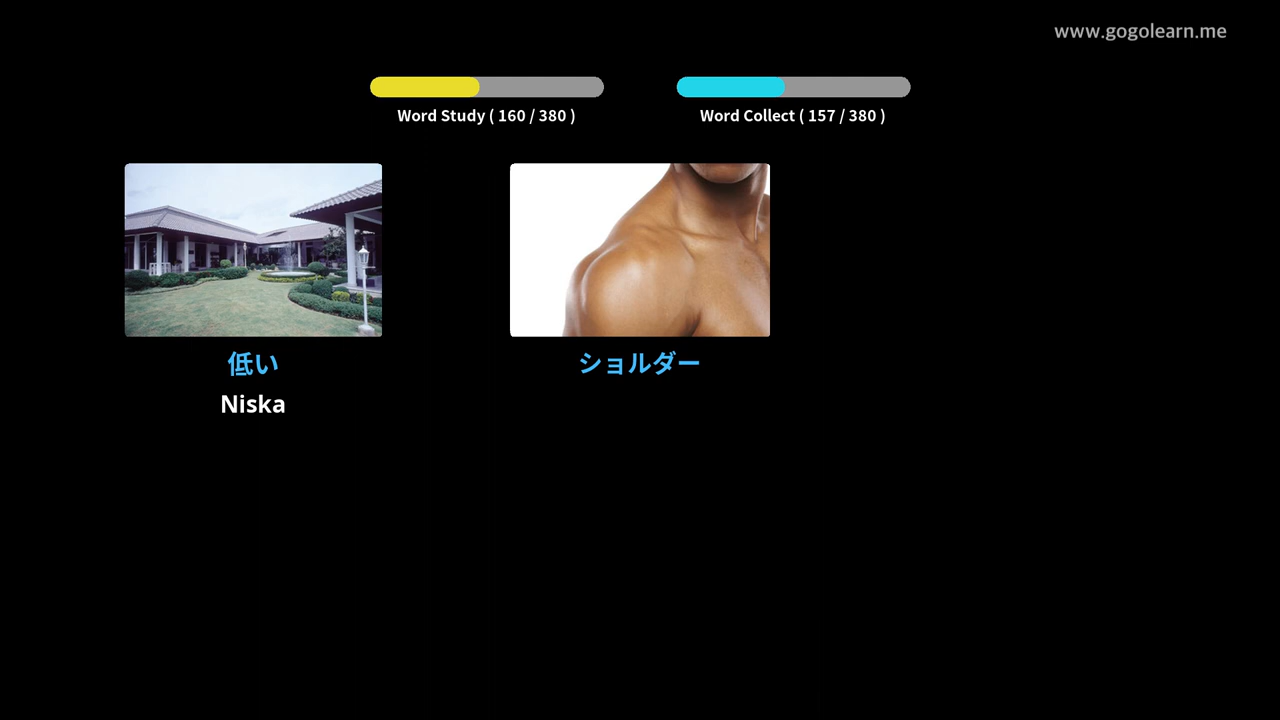 www.gogolearn.me
Word Study ( 160 / 380 )
Word Collect ( 157 / 380 )
低い
ショルダー
Niska